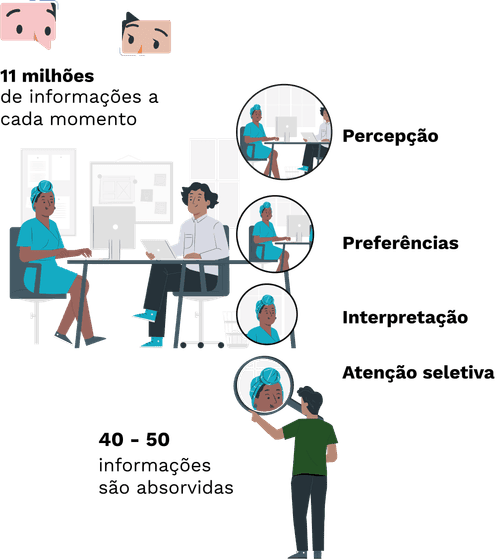 11 milhões
de informações a
cada momento
Percepção
Preferências
Interpretação
Atenção seletiva
40 - 50
informações
são absorvidas